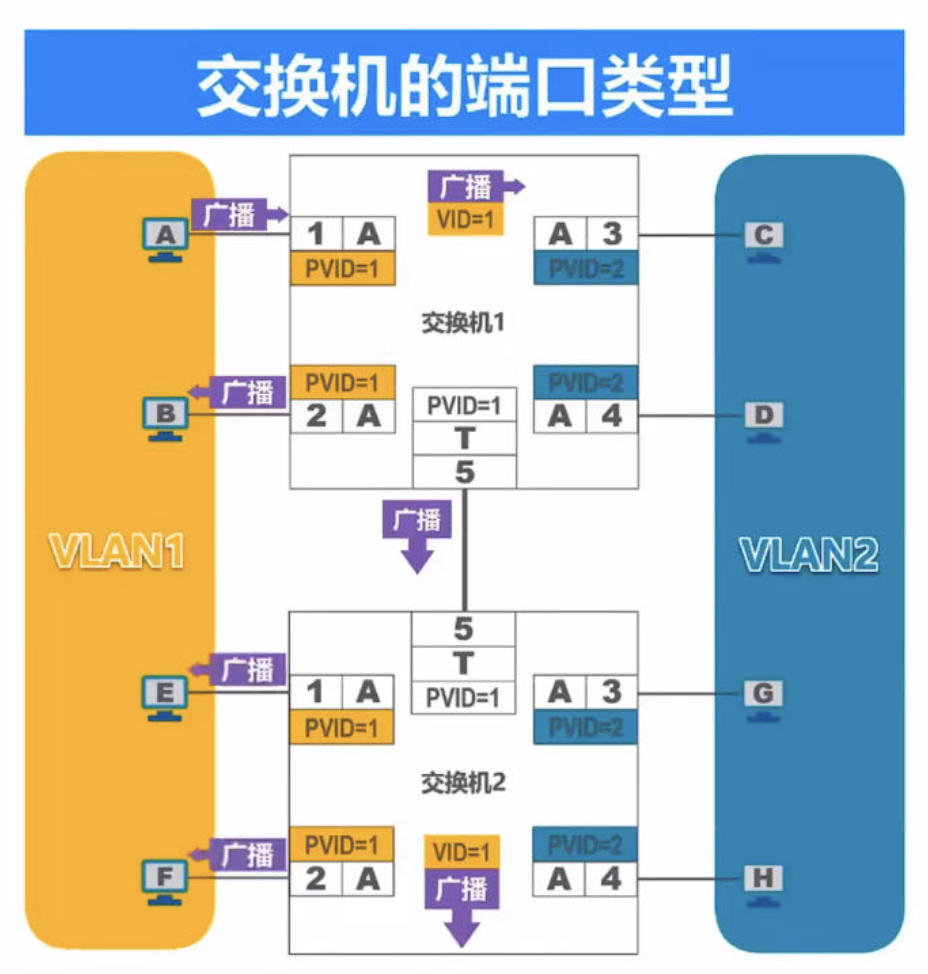 交换机的端口类型
广播
VID=1
A
广播
1 A
PVID=1
A 3
PVID=2
C
交换机1
B
广播
PVID=1
2 A
PVID=1
T
5
PVID=2
A 4
D
广播
VLAN1
VLAN2
5
T
PVID=1
E
广播
1 A
PVID=1
A 3
PVID=2
G
交换机2
F
广播
PVID=1
2 A
VID=1
广播
PVID=2
A 4
H